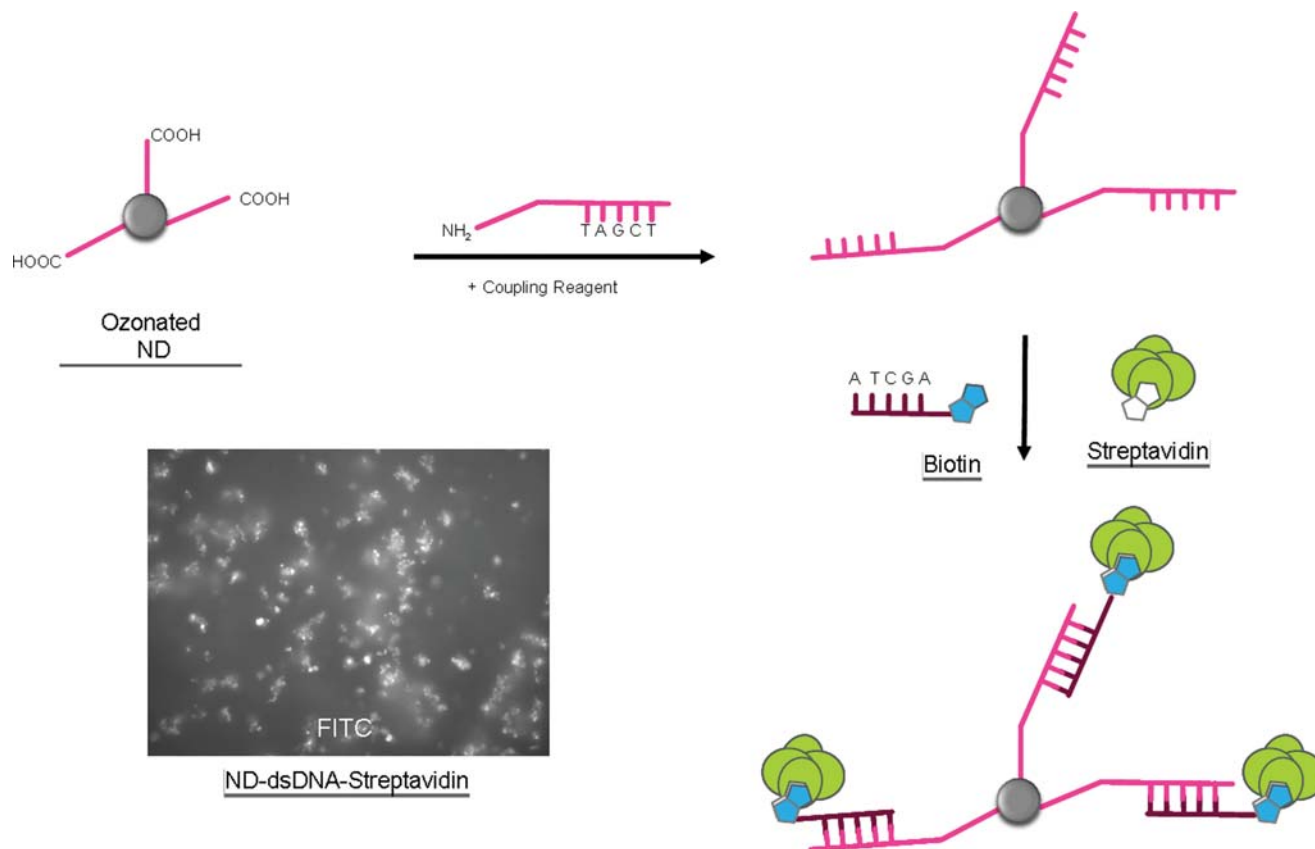 COOH
COOH
HOOC
Ozonated
ND
NH₂
TAGCT
+ Coupling Reagent
ATCGA
Biotin
Streptavidin
FITC
ND-dsDNA-Streptavidin